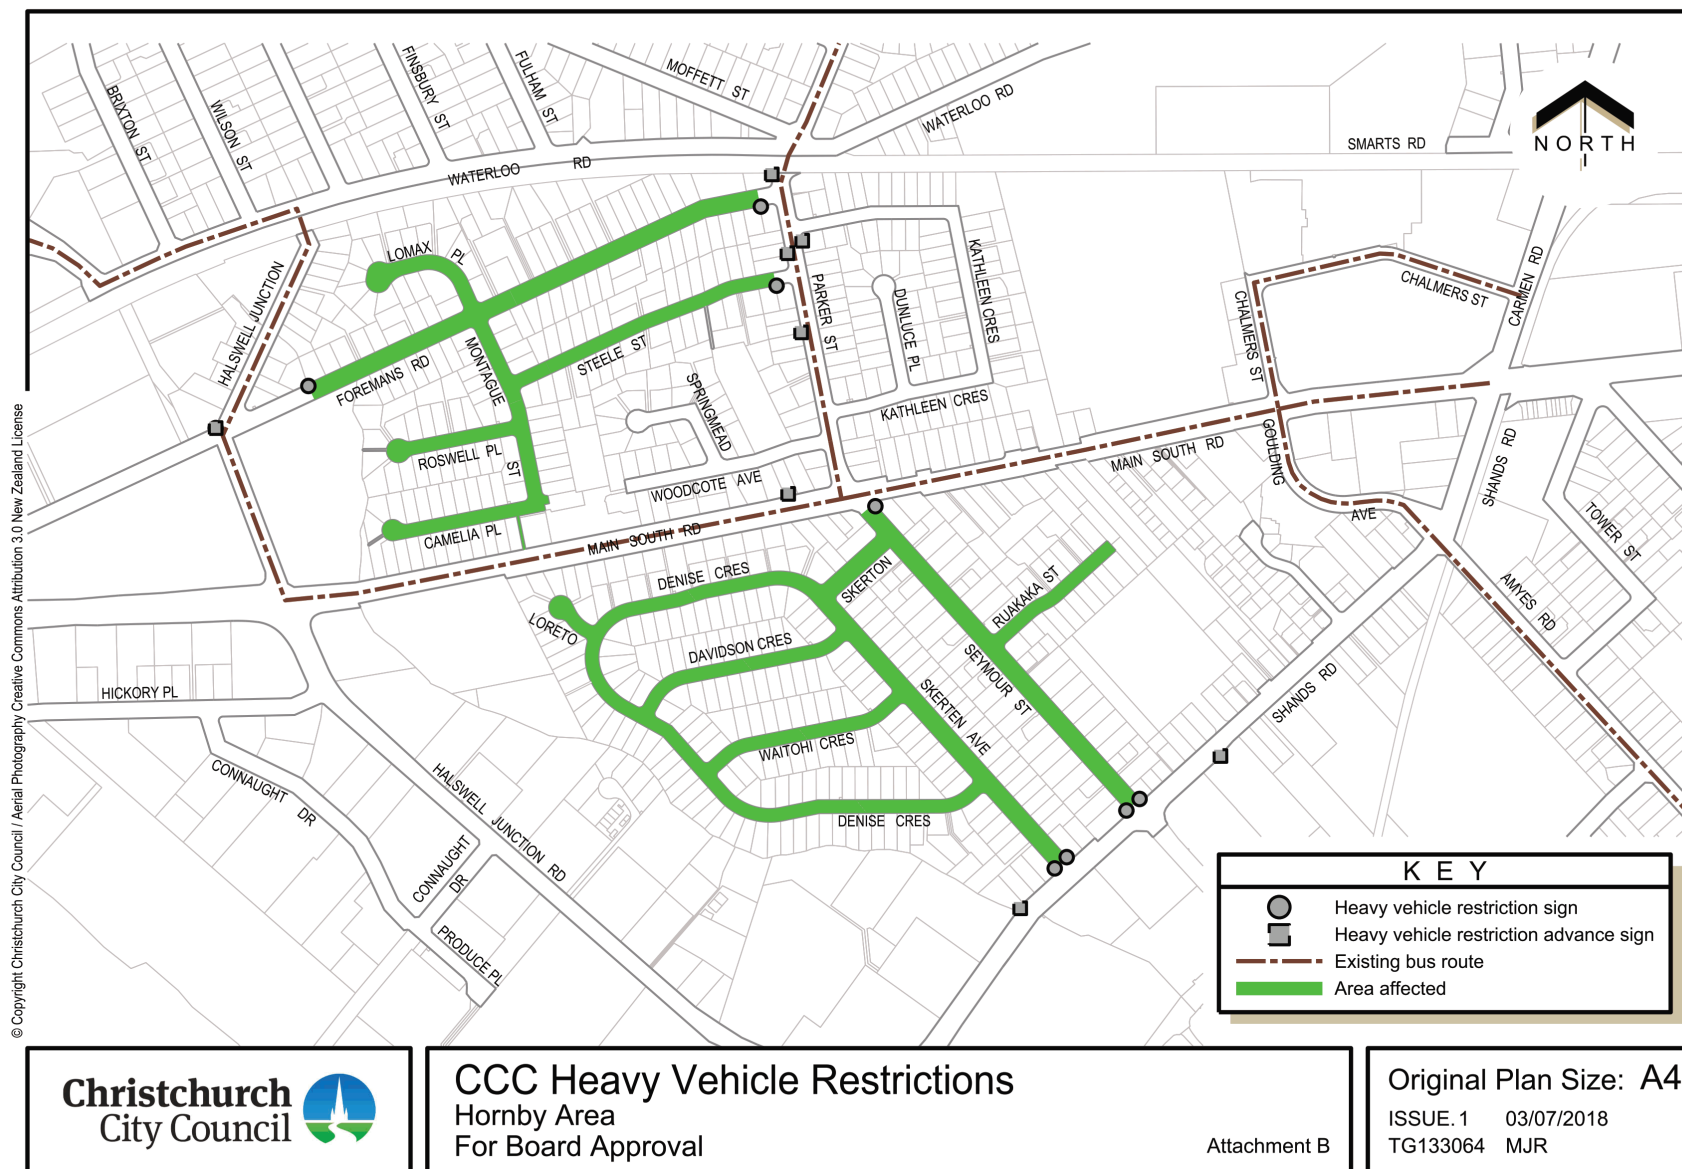 BRIXTON ST
WILSON ST
FINSBURY ST
FULHAM ST
MOFFETT ST
WATERLOO RD
WATERLOO RD
SMARTS RD
NORTH
LOMAX PL
HALSWELL JUNCTION
FOREMANS RD
MONTAGUE ST
STEELE ST
PARKER ST
DUNLUCE PL
KATHLEEN CRES
KATHLEEN CRES
CHALMERS ST
CHALMERS ST
CARMEN RD
SPRINGMEAD
ROSWELL PL
WOODCOTE AVE
CAMELIA PL
MAIN SOUTH RD
MAIN SOUTH RD
GOULDING AVE
SHANDS RD
TOWER ST
AMYES RD
DENISE CRES
SKERTON
RUAKAKA ST
LORETO
DAVIDSON CRES
SEYMOUR ST
SKERTEN AVE
SHANDS RD
HICKORY PL
WAITOHI CRES
CONNAUGHT DR
HALSWELL JUNCTION RD
DENISE CRES
CONNAUGHT DR
PRODUCE PL
© Copyright Christchurch City Council / Aerial Photography Creative Commons Attribution 3.0 New Zealand License
KEY
Heavy vehicle restriction sign
Heavy vehicle restriction advance sign
Existing bus route
Area affected
Christchurch
City Council
CCC Heavy Vehicle Restrictions
Hornby Area
For Board Approval
Attachment B
Original Plan Size: A4
ISSUE. 1 03/07/2018
TG133064 MJR